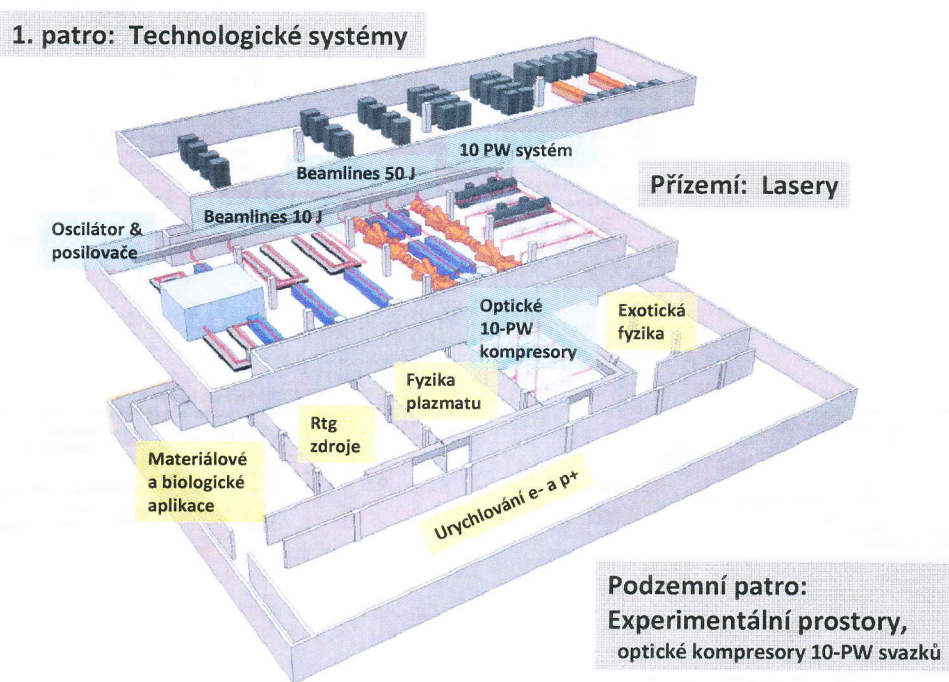 1. patro: Technologické systémy
10 PW systém
Beamlines 50 J
Přízemí: Lasery
Beamlines 10 J
Oscilátor &
posilovače
Optické
10-PW
kompresory
Exotická
fyzika
Fyzika
plazmatu
Rtg
zdroje
Materiálové
a biologické
aplikace
Urychlování e- a p+
Podzemní patro:
Experimentální prostory,
optické kompresory 10-PW svazků